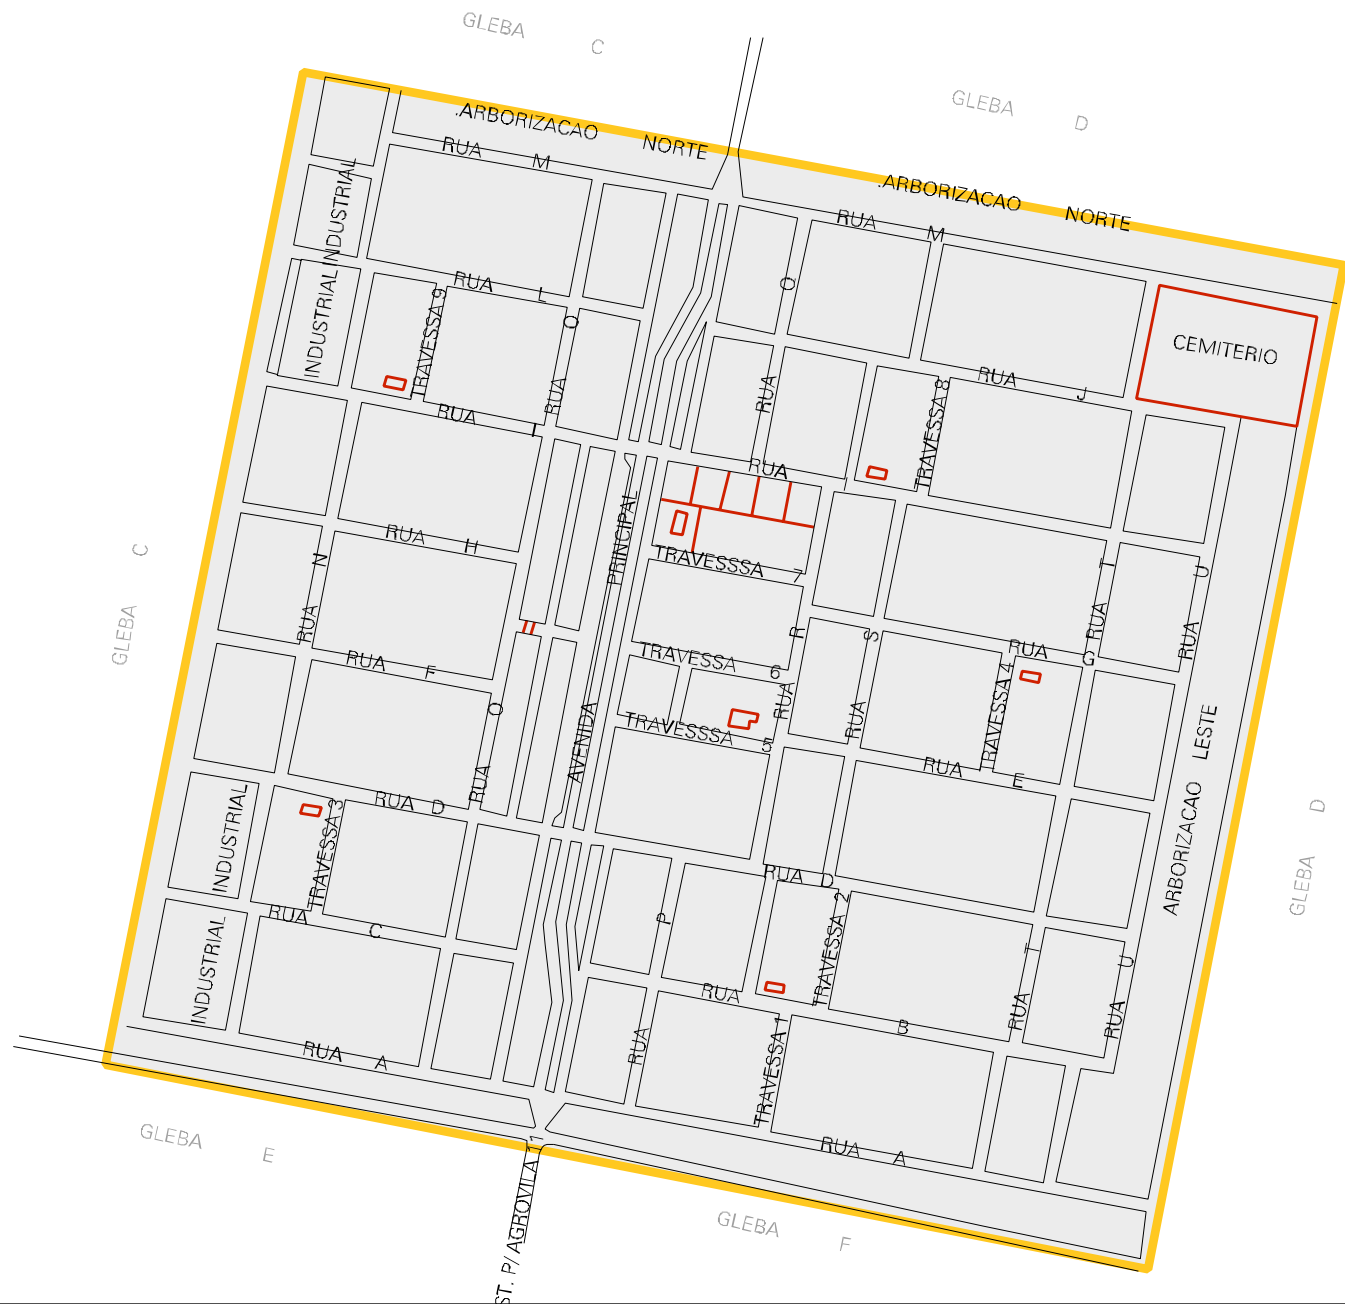 GLEBA C
GLEBA D
.ARBORIZACAO NORTE
RUA M
.ARBORIZACAO NORTE
RUA M
INDUSTRIAL
INDUSTRIAL
RUA L
TRAVESSA 9
RUA O
RUA Q
RUA I
CEMITERIO
RUA J
TRAVESSA 8
RUA I
PRINCIPAL
AVENIDA
RUA H
RUA N
GLEBA C
TRAVESSSA 7
TRAVESSA 6
TRAVESSSA 5
RUA R
RUA S
RUA T
RUA U
RUA G
TRAVESSA 4
RUA F
RUA O
RUA E
ARBORIZACAO LESTE
GLEBA D
INDUSTRIAL
TRAVESSA 3
RUA D
RUA D
TRAVESSA 2
INDUSTRIAL
RUA C
RUA P
RUA T
RUA U
RUA B
TRAVESSA 1
RUA A
RUA A
GLEBA E
GLEBA F
ST. P/ AGROVILA 11